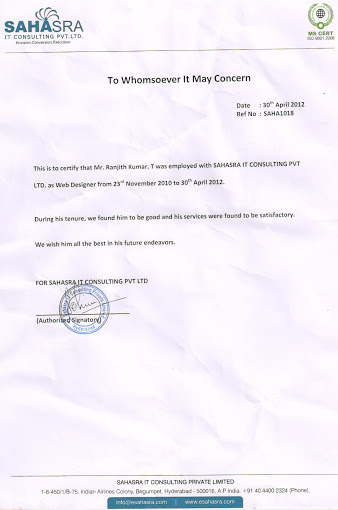 SAHASRA
IT CONSULTING PVT.LTD.
Envision.Conversion.Execution
MS CERT
ISO 9001:2008
To Whomsoever It May Concern
Date : 30th April 2012
Ref No : SAHA1018
This is to certify that Mr. Ranjith Kumar. T was employed with SAHASRA IT CONSULTING PVT
LTD. as Web Designer from 23rd November 2010 to 30th April 2012.
During his tenure, we found him to be good and his services were found to be satisfactory.
We wish him all the best in his future endeavors.
FOR SAHASRA IT CONSULTING PVT LTD
(Authorized Signatory)
SAHASRA IT CONSULTING PRIVATE LIMITED
1-8-450/1/B-75, Indian Airlines Colony, Begumpet, Hyderabad - 500016, A.P India. +91 40 4400 2324 (Phone).
info@esahasra.com | www.esahasra.com